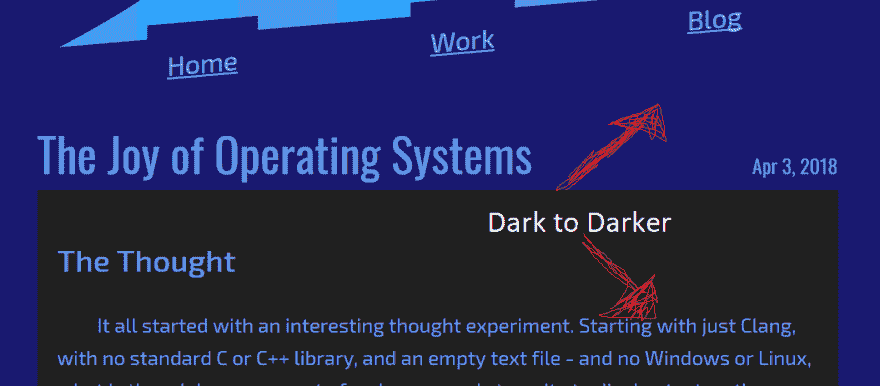 Home
Work
Blog
The Joy of Operating Systems
Apr 3, 2018
Dark to Darker
The Thought
It all started with an interesting thought experiment. Starting with just Clang,
with no standard C or C++ library, and an empty text file - and no Windows or Linux,